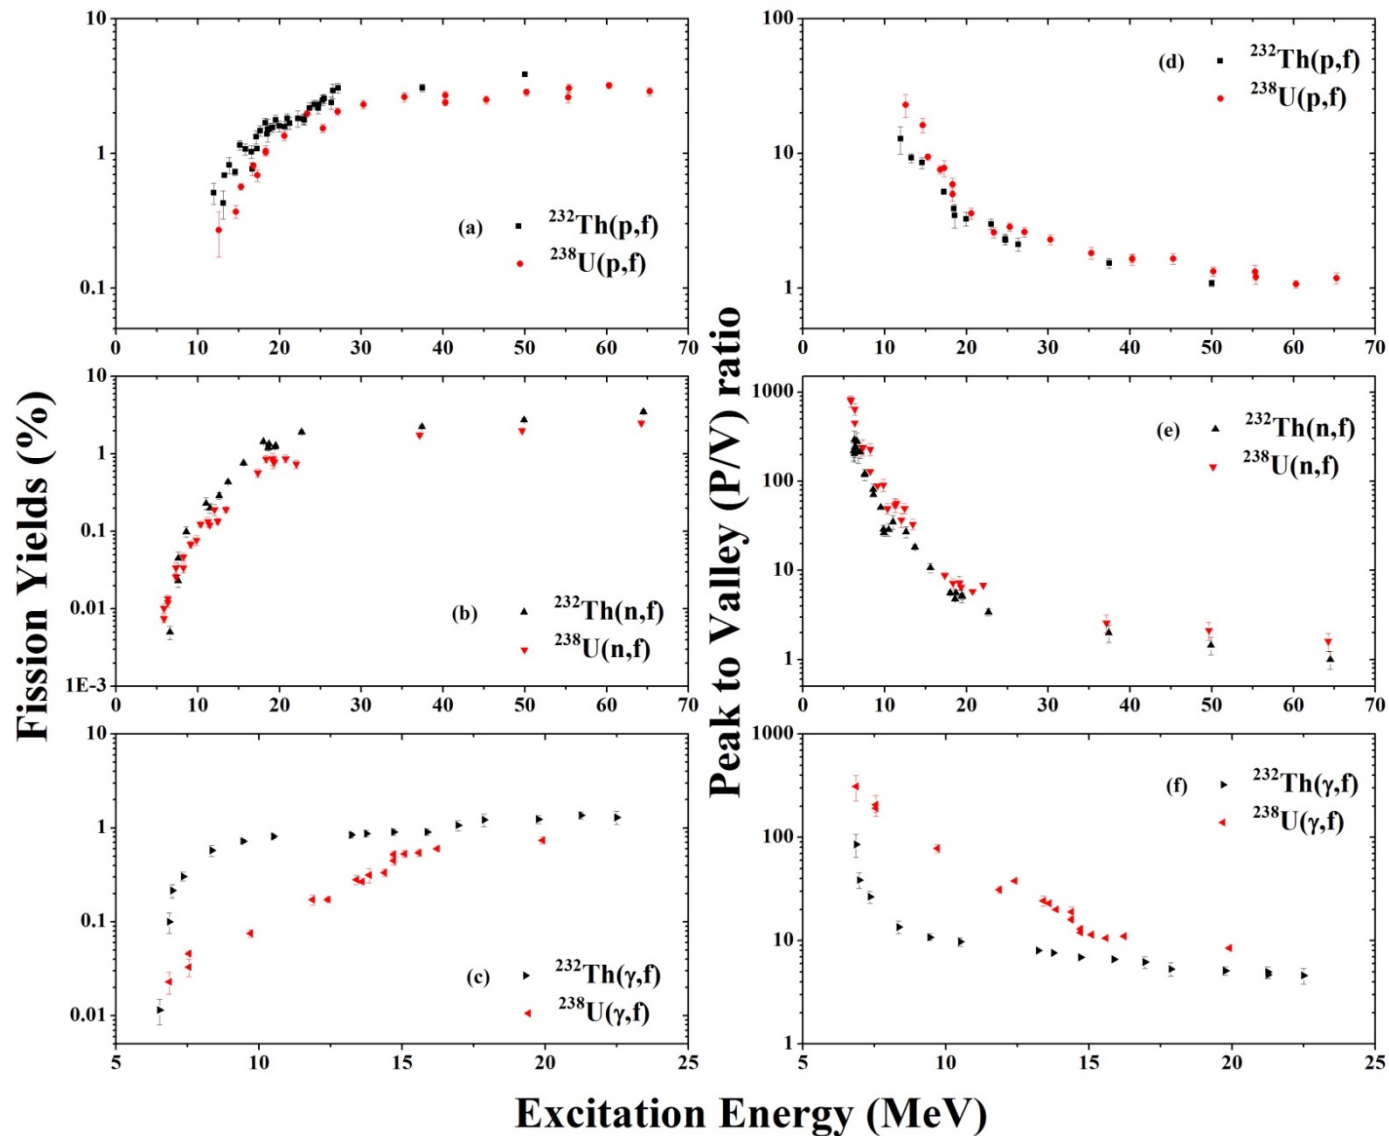 Fission Yields (%)
10
1
0.1
0
10
20
30
40
50
60
70
(a)
²³²Th(p,f)
²³⁸U(p,f)
10
1
0.1
0.01
1E-3
0
10
20
30
40
50
60
70
(b)
²³²Th(n,f)
²³⁸U(n,f)
10
1
0.1
0.01
5
10
15
20
25
(c)
²³²Th(γ,f)
²³⁸U(γ,f)
Peak to Valley (P/V) ratio
100
10
1
0
10
20
30
40
50
60
70
(d)
²³²Th(p,f)
²³⁸U(p,f)
1000
100
10
1
0
10
20
30
40
50
60
70
(e)
²³²Th(n,f)
²³⁸U(n,f)
1000
100
10
1
5
10
15
20
25
(f)
²³²Th(γ,f)
²³⁸U(γ,f)
Excitation Energy (MeV)